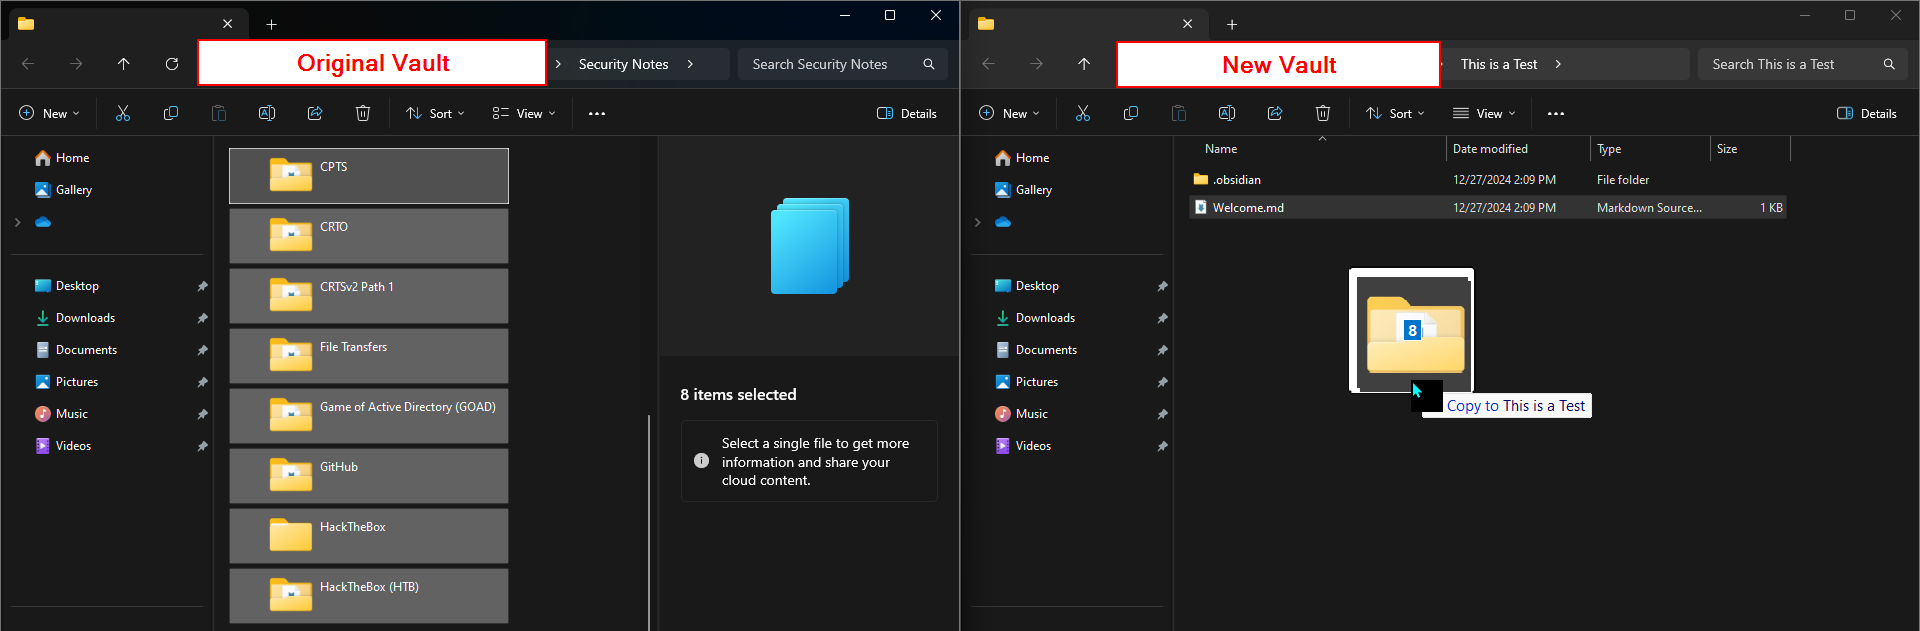 Original Vault
Security Notes
Search Security Notes
New
Sort
View
Details
Home
Gallery
Desktop
Downloads
Documents
Pictures
Music
Videos
CPTS
CRTO
CRTSv2 Path 1
File Transfers
Game of Active Directory (GOAD)
GitHub
HackTheBox
HackTheBox (HTB)
8 items selected
Select a single file to get more
information and share your
cloud content.
New Vault
This is a Test
Search This is a Test
New
Sort
View
Details
Home
Gallery
Desktop
Downloads
Documents
Pictures
Music
Videos
Name Date modified Type Size
.obsidian 12/27/2024 2:09 PM File folder
Welcome.md 12/27/2024 2:09 PM Markdown Source... 1 KB
8
Copy to This is a Test